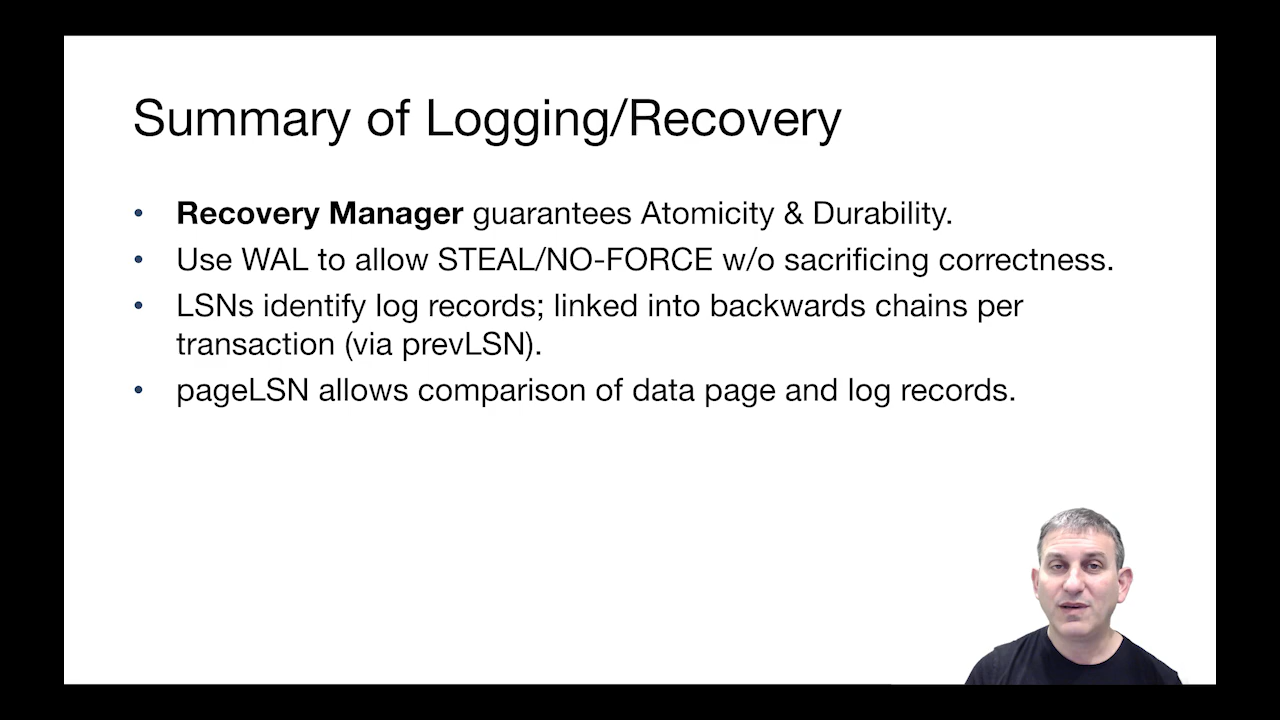 Summary of Logging/Recovery
• Recovery Manager guarantees Atomicity & Durability.
• Use WAL to allow STEAL/NO-FORCE w/o sacrificing correctness.
• LSNs identify log records; linked into backwards chains per
transaction (via prevLSN).
• pageLSN allows comparison of data page and log records.